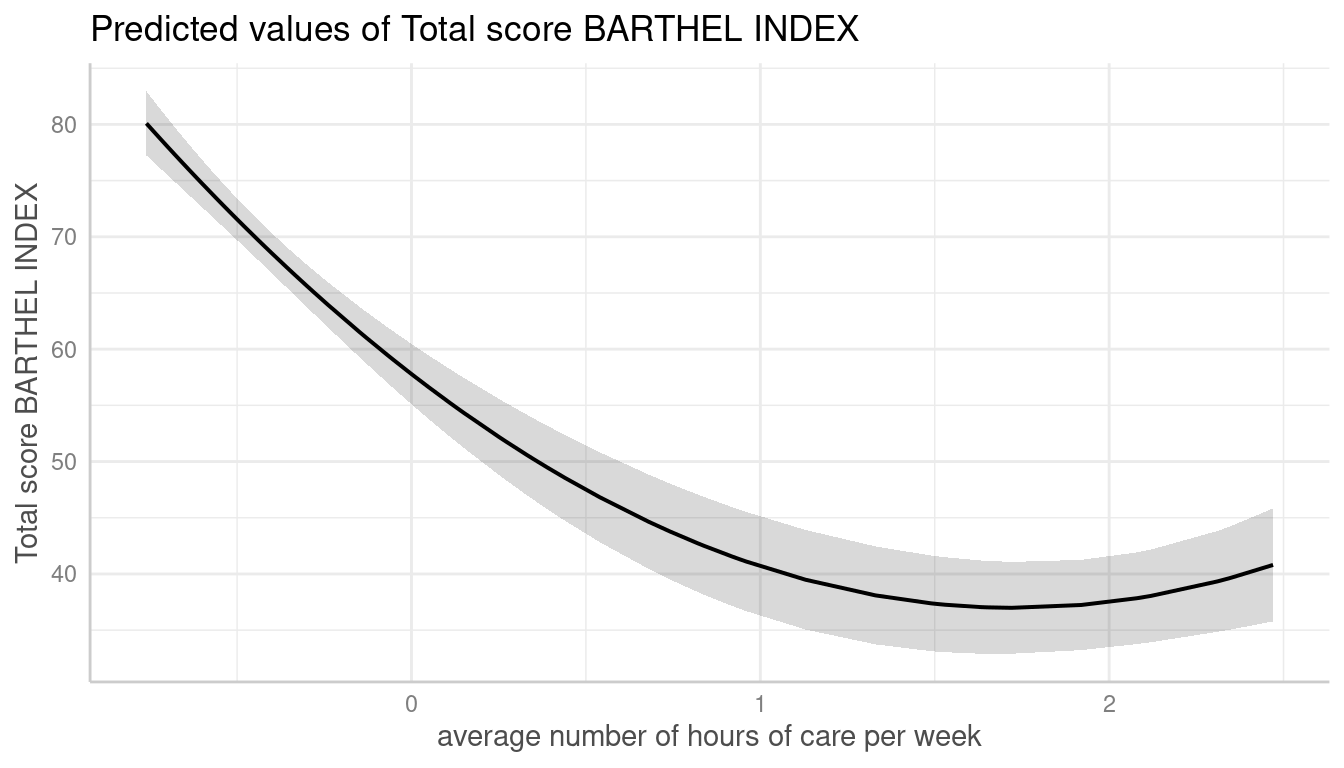 Predicted values of Total score BARTHEL INDEX
Total score BARTHEL INDEX
80
70
60
50
40
0
1
2
average number of hours of care per week